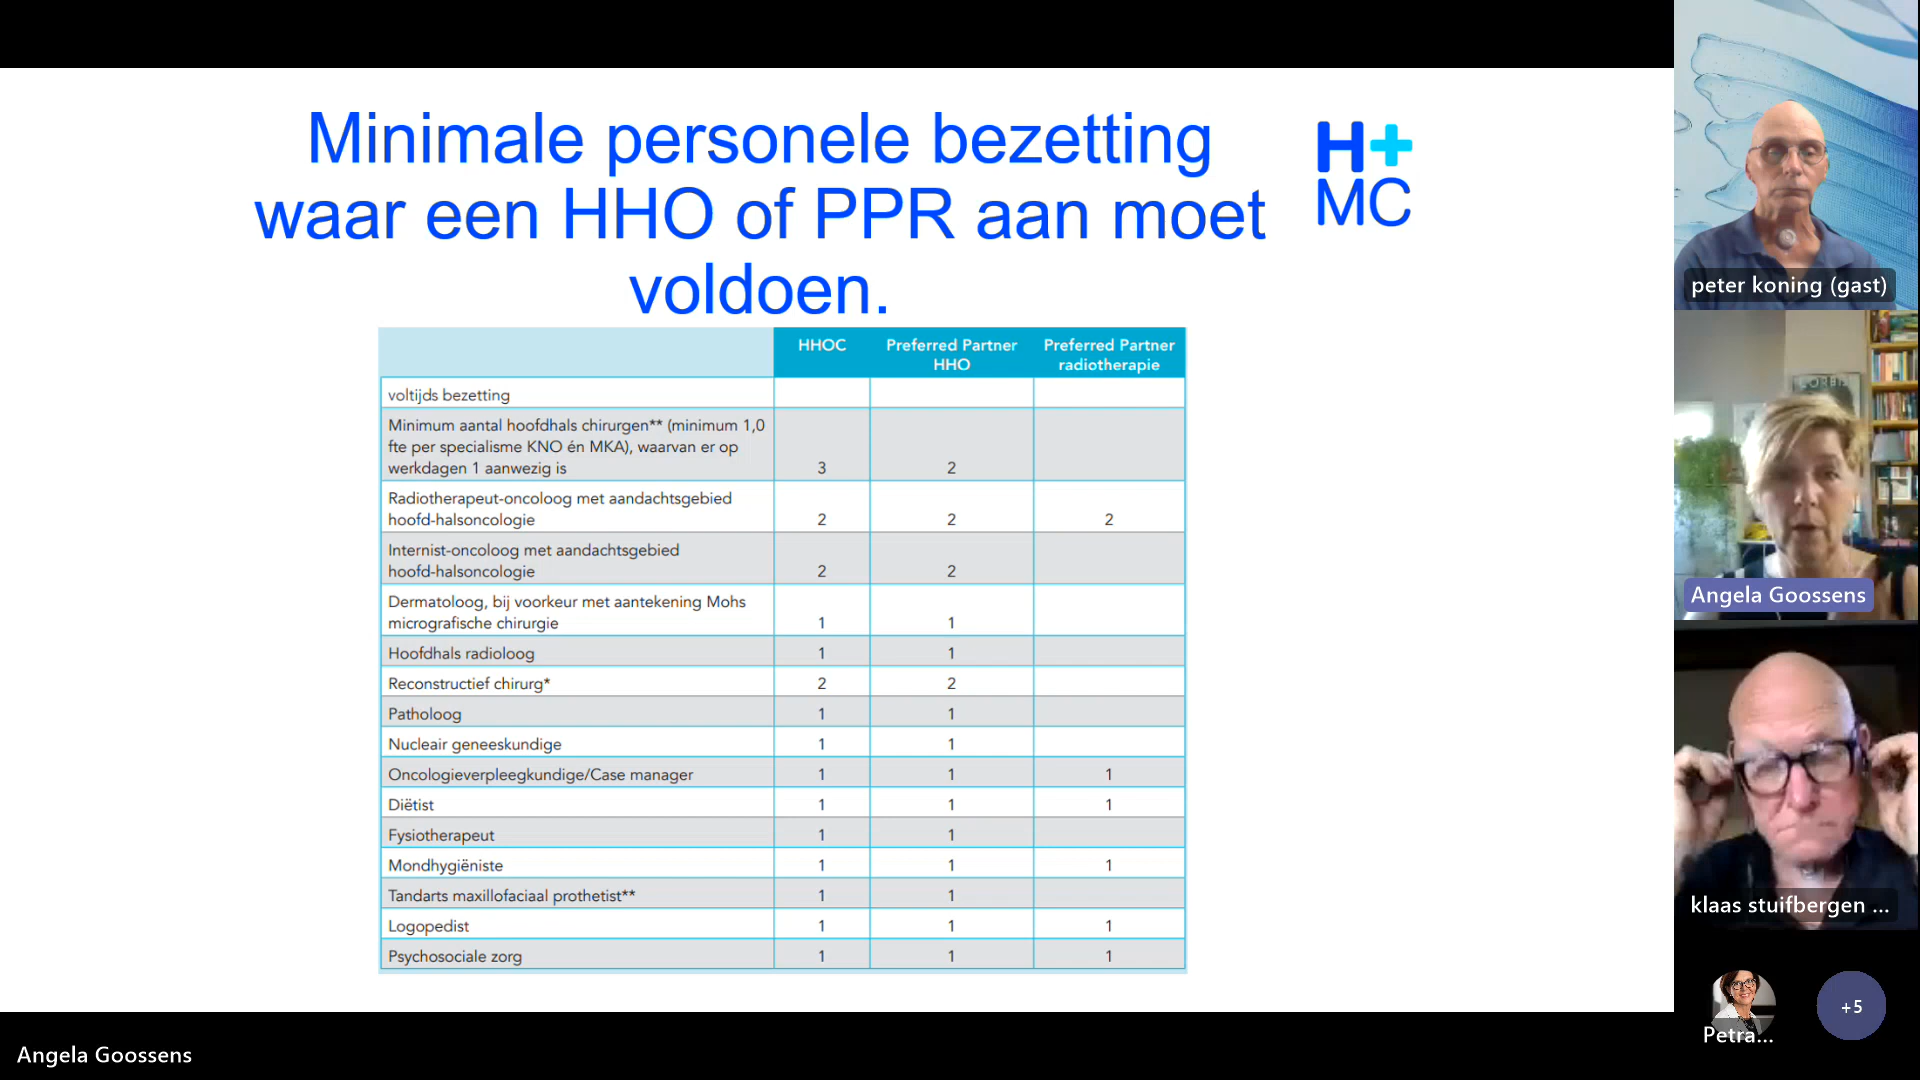 Minimale personele bezetting
waar een HHO of PPR aan moet
voldoen.
H+
MC
HHOC
Preferred Partner
HHO
Preferred Partner
radiotherapie
voltijds bezetting
Minimum aantal hoofdhals chirurgen** (minimum 1,0
fte per specialisme KNO én MKA), waarvan er op
werkdagen 1 aanwezig is 3 2
Radiotherapeut-oncoloog met aandachtsgebied
hoofd-halsoncologie 2 2 2
Internist-oncoloog met aandachtsgebied
hoofd-halsoncologie 2 2
Dermatoloog, bij voorkeur met aantekening Mohs
micrografische chirurgie 1 1
Hoofdhals radioloog 1 1
Reconstructief chirurg* 2 2
Patholoog 1 1
Nucleair geneeskundige 1 1
Oncologieverpleegkundige/Case manager 1 1 1
Diëtist 1 1 1
Fysiotherapeut 1 1
Mondhygiëniste 1 1 1
Tandarts maxillofaciaal prothetist** 1 1
Logopedist 1 1 1
Psychosociale zorg 1 1 1
peter koning (gast)
CORBIS
Angela Goossens
klaas stuifbergen ...
Petra...
+5
Angela Goossens